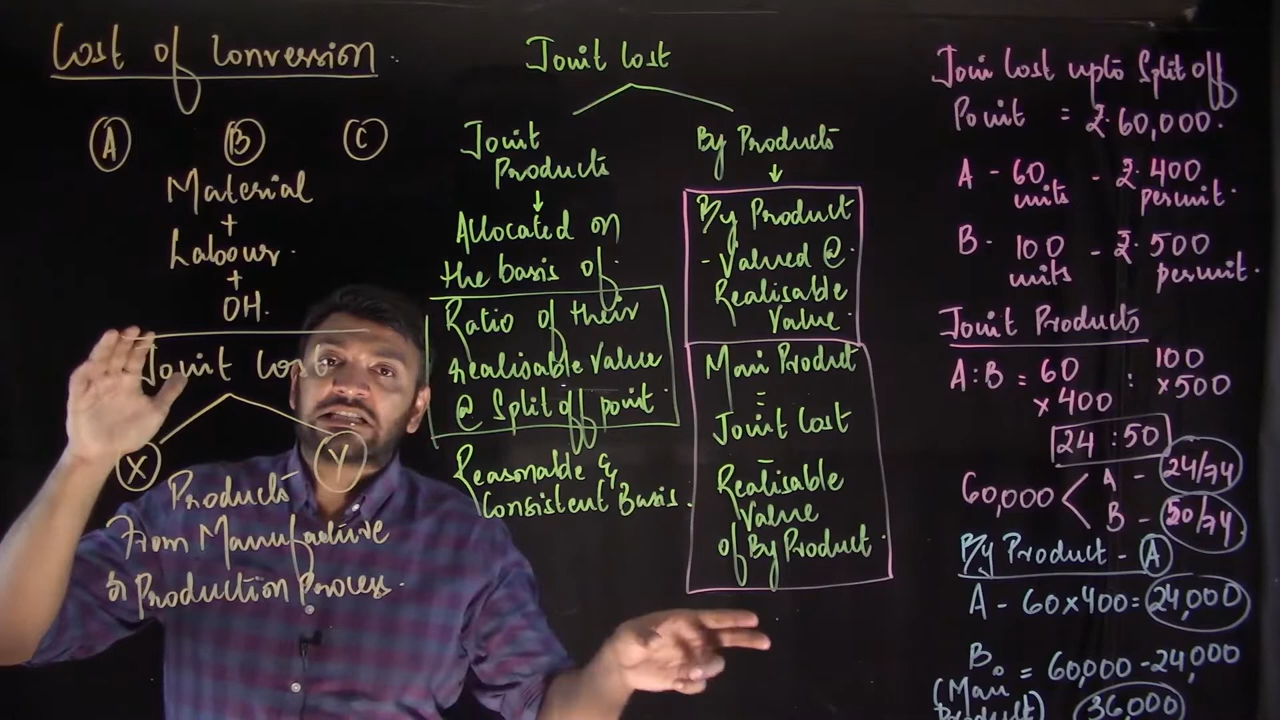 Cost of Conversion.
A B C
Material
+
Labour.
+
OH.
Joint Cost
X Y
Products
From Manufacture
& Production Process.
Joint Cost
Joint
Products
Allocated on
the basis of
Ratio of their
realisable value
@ Split off point.
Reasonable &
Consistent Basis.
By Products
By Product
- Valued @
Realisable
Value.
Main Product
=
Joint Cost
-
Realisable
Value
of By Product.
Join Cost upto Split off
Point = ₹ 60,000.
A - 60 units - ₹ 400 per unit.
B - 100 units - ₹ 500 per unit.
Joint Products
A:B = 60 × 400 : 100 × 500
24 : 50
60,000 < A - 24/74
B - 50/74
By Product - A
A - 60×400 = 24,000
B = 60,000 - 24,000
(Main Product) 36000